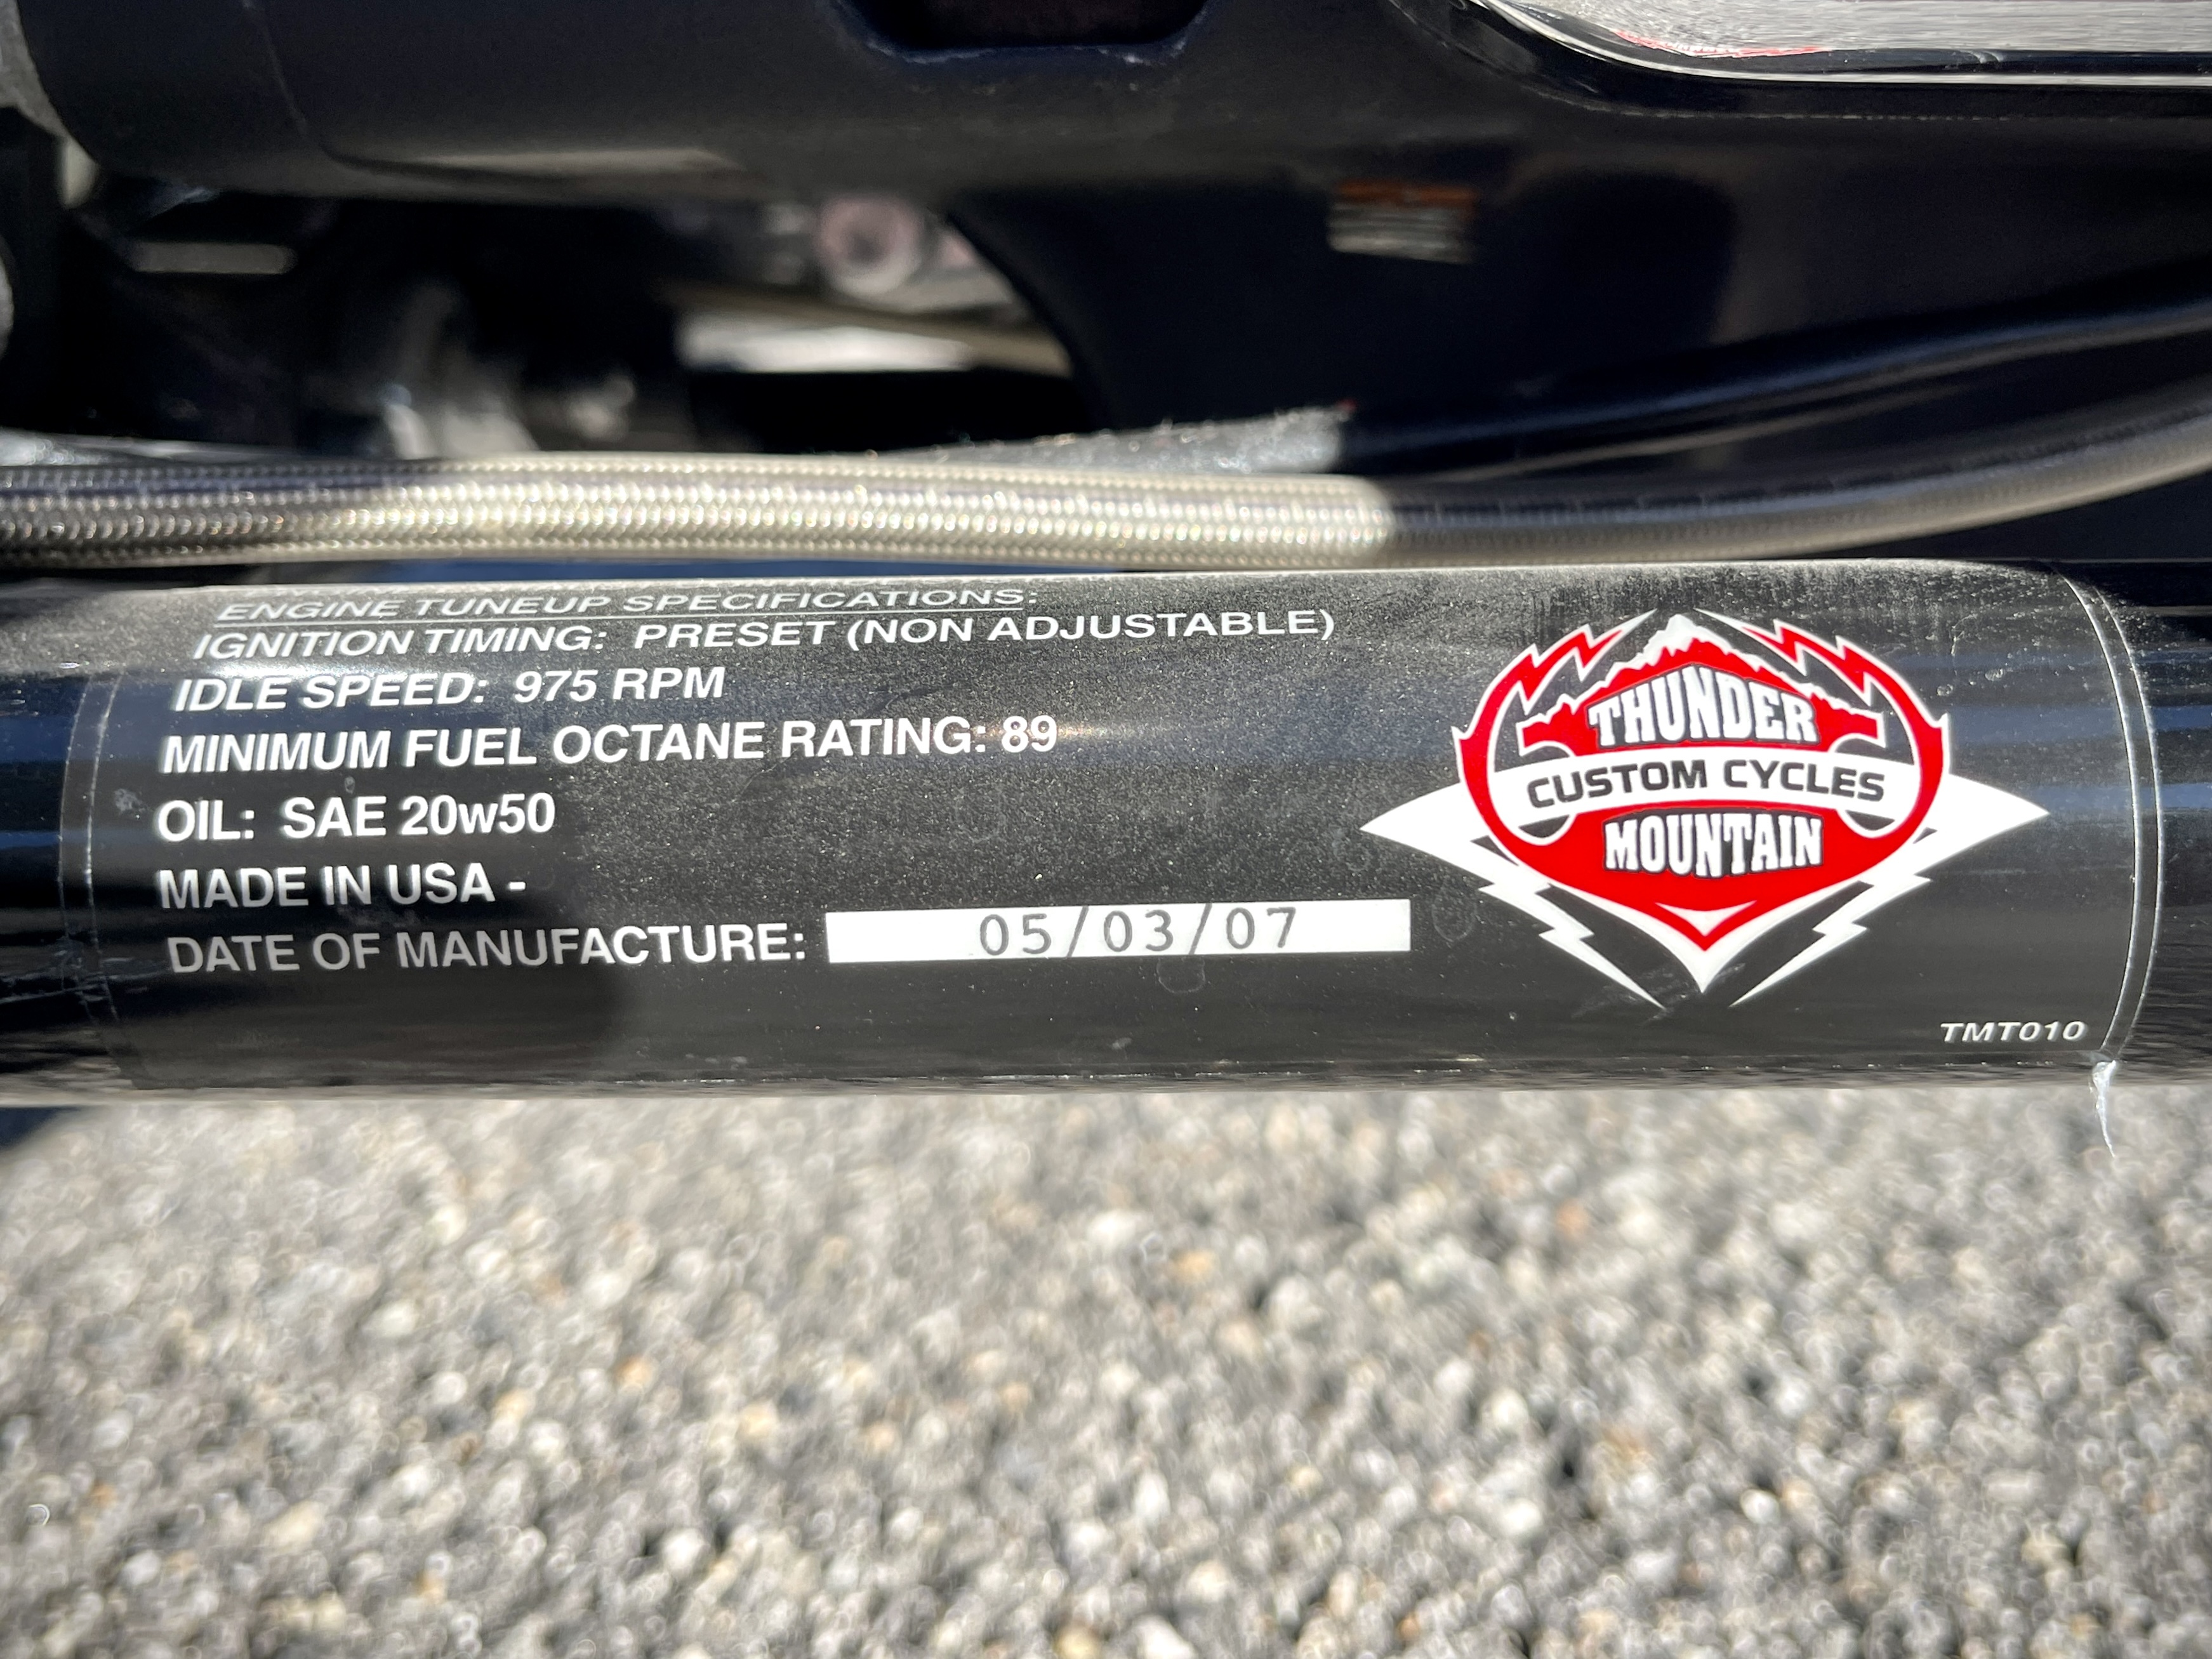 ENGINE TUNEUP SPECIFICATIONS:
IGNITION TIMING: PRESET (NON ADJUSTABLE)
IDLE SPEED: 975 RPM
MINIMUM FUEL OCTANE RATING: 89
OIL: SAE 20w50
MADE IN USA -
DATE OF MANUFACTURE: 05/03/07
THUNDER
CUSTOM CYCLES
MOUNTAIN
TMT010